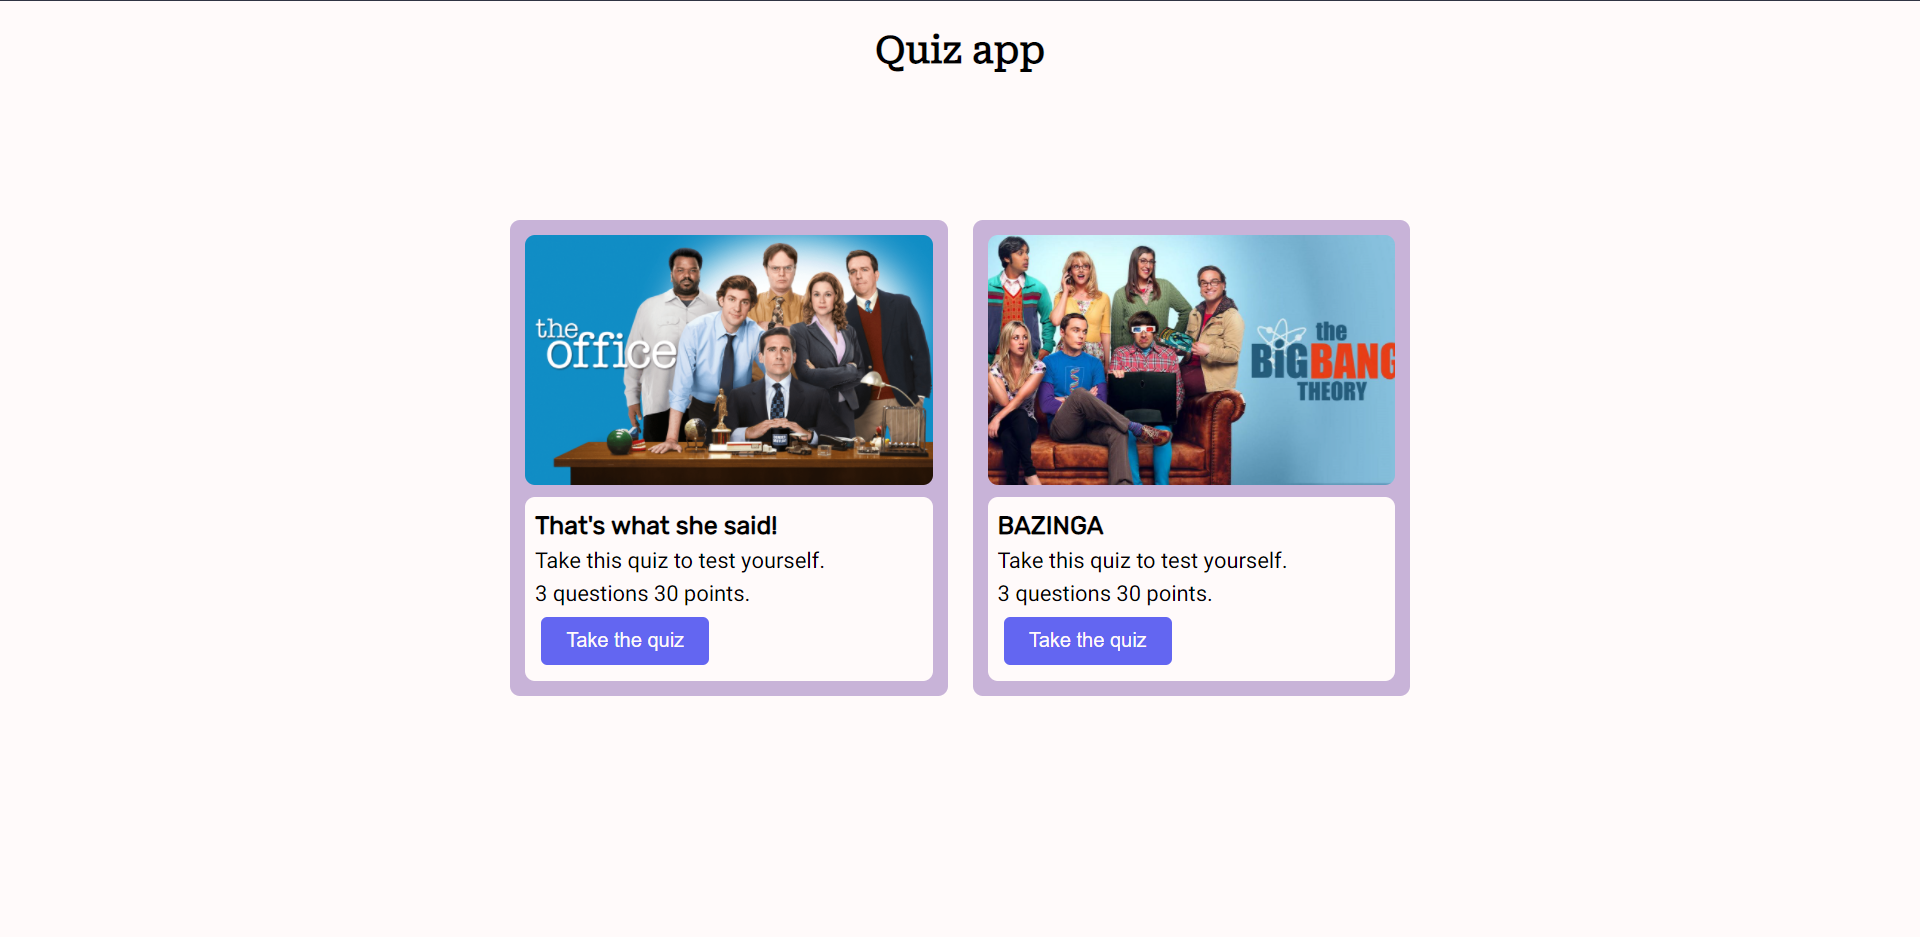 Quiz app
the
office
the
BIG BANG
THEORY
That's what she said!
Take this quiz to test yourself.
3 questions 30 points.
Take the quiz
BAZINGA
Take this quiz to test yourself.
3 questions 30 points.
Take the quiz